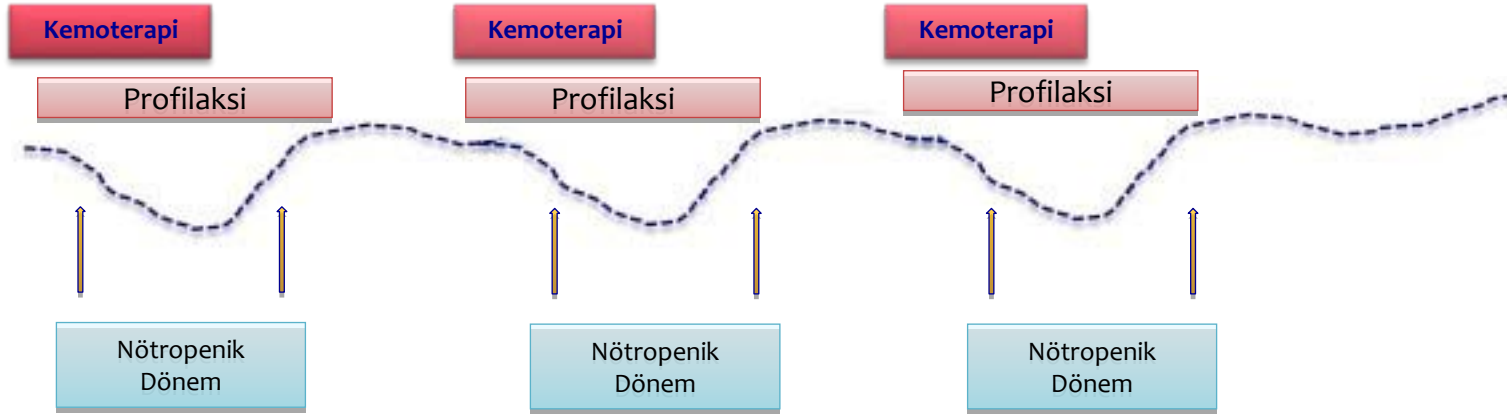 Kemoterapi
Kemoterapi
Kemoterapi
Profilaksi
Profilaksi
Profilaksi
Nötropenik
Dönem
Nötropenik
Dönem
Nötropenik
Dönem